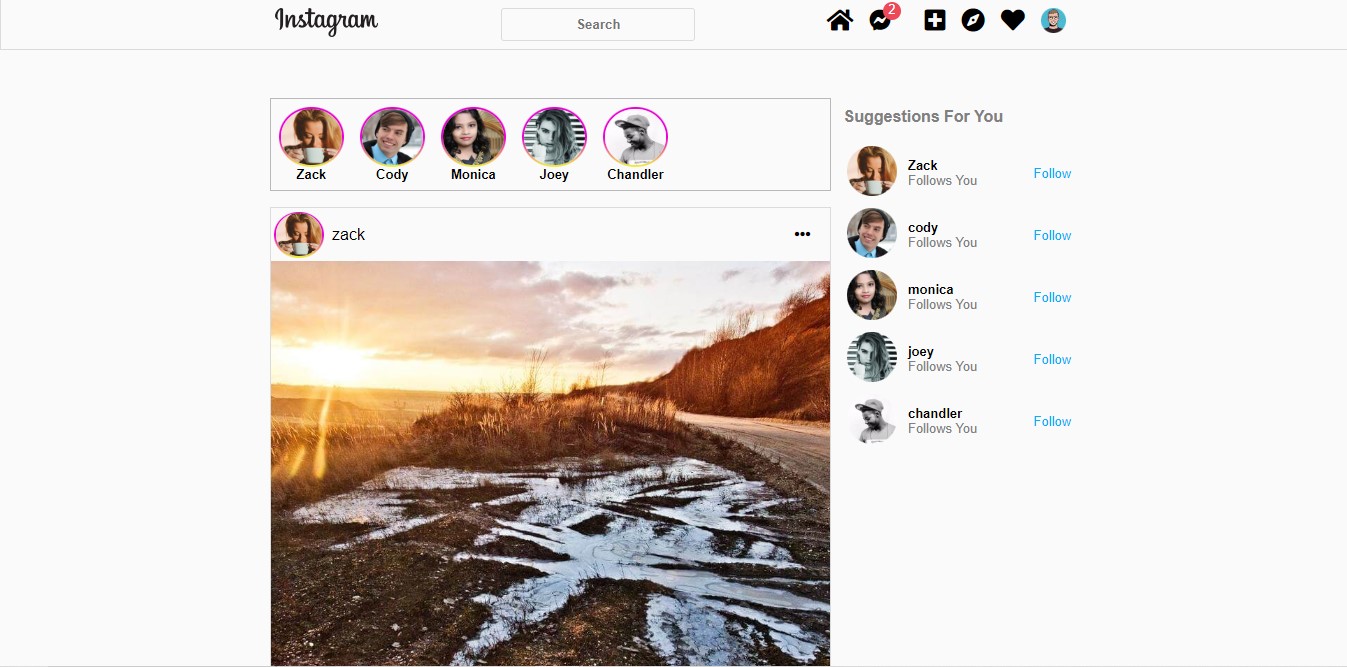 Instagram
Search
2
Zack
Cody
Monica
Joey
Chandler
zack
Suggestions For You
Zack
Follows You
Follow
cody
Follows You
Follow
monica
Follows You
Follow
joey
Follows You
Follow
chandler
Follows You
Follow